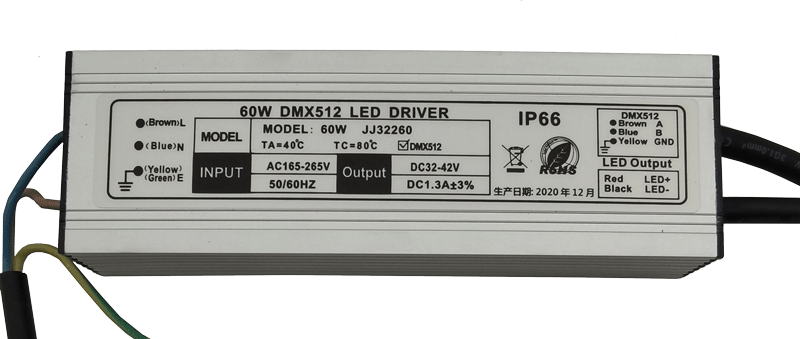 60W DMX512 LED DRIVER
(Brown)L
(Blue)N
(Yellow)
(Green)E
MODEL
MODEL: 60W JJ32260
TA=40℃ TC=80℃ ☑DMX512
INPUT
AC165-265V
50/60HZ
Output
DC32-42V
DC1.3A±3%
IP66
RoHS
生产日期: 2020 年 12 月
DMX512
Brown A
Blue B
Yellow GND
LED Output
Red LED+
Black LED-